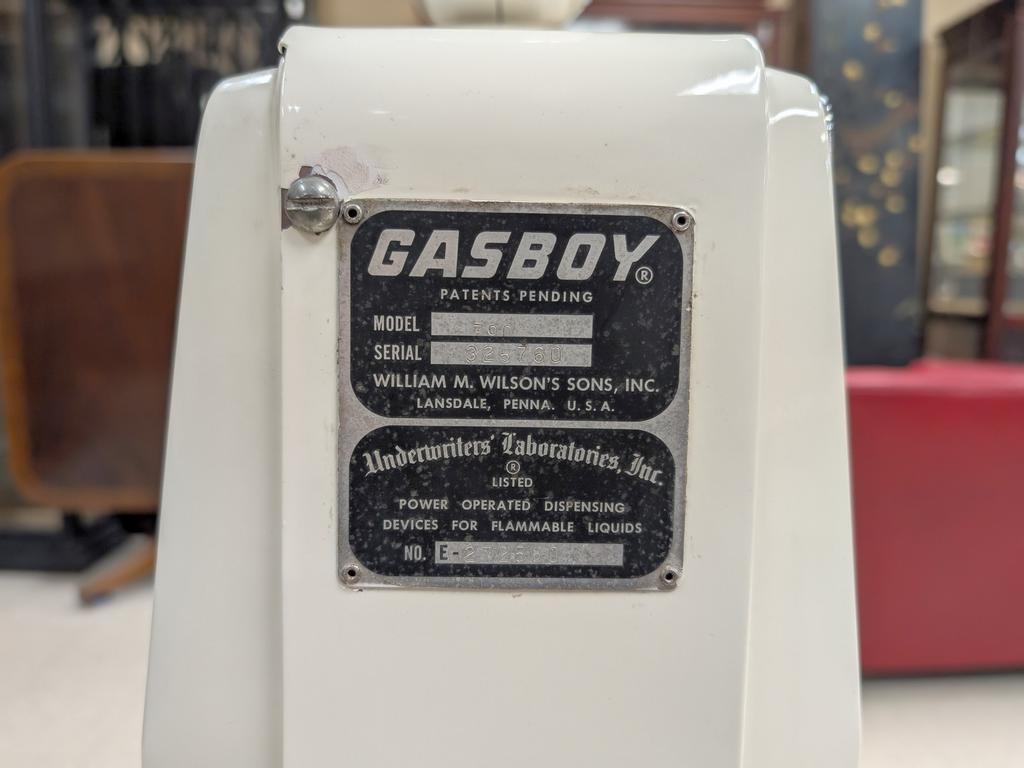 GASBOY®
PATENTS PENDING
MODEL 760
SERIAL 325760
WILLIAM M. WILSON'S SONS, INC.
LANSDALE, PENNA. U.S.A.
Underwriters' Laboratories, Inc.
®
LISTED
POWER OPERATED DISPENSING
DEVICES FOR FLAMMABLE LIQUIDS
NO. E-